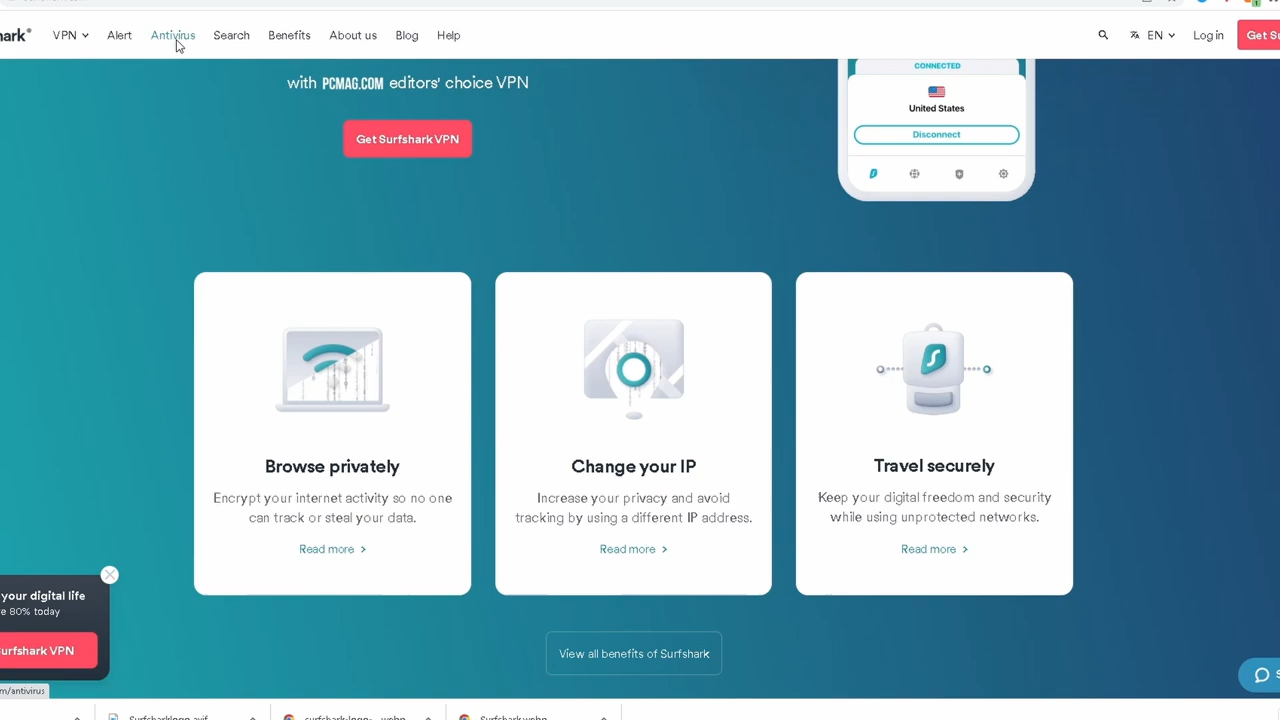 hark®
VPN Alert Antivirus Search Benefits About us Blog Help EN Log in Get Su
with PCMAG.COM editors' choice VPN
Get Surfshark VPN
CONNECTED
United States
Disconnect
Browse privately
Encrypt your internet activity so no one
can track or steal your data.
Read more
Change your IP
Increase your privacy and avoid
tracking by using a different IP address.
Read more
Travel securely
Keep your digital freedom and security
while using unprotected networks.
Read more
your digital life
e 80% today
urfshark VPN
View all benefits of Surfshark
m/antivirus